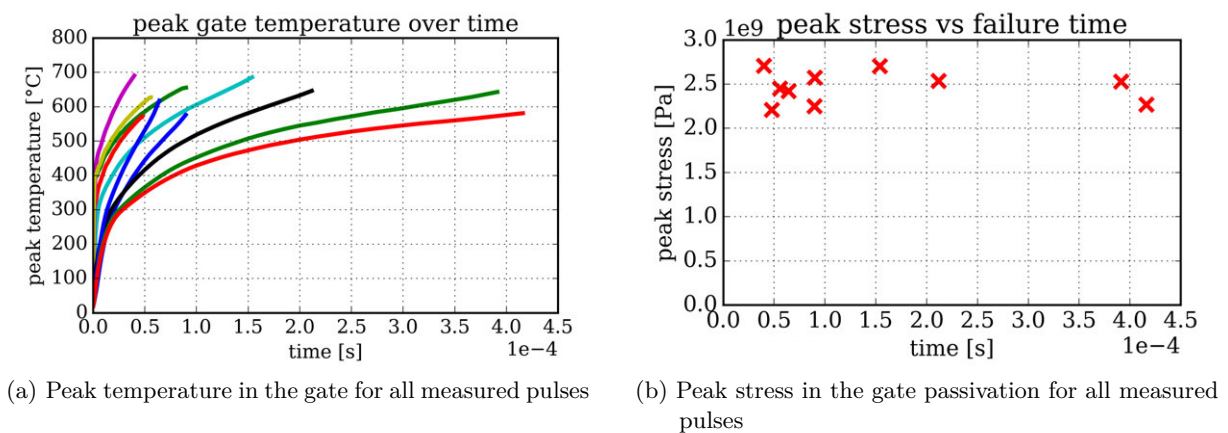 peak gate temperature over time
peak temperature [°C]
800
700
600
500
400
300
200
100
0
0.0 0.5 1.0 1.5 2.0 2.5 3.0 3.5 4.0 4.5
time [s]
1e−4
(a) Peak temperature in the gate for all measured pulses
1e9
peak stress vs failure time
peak stress [Pa]
3.0
2.5
2.0
1.5
1.0
0.5
0.0
0.0 0.5 1.0 1.5 2.0 2.5 3.0 3.5 4.0 4.5
time [s]
1e−4
(b) Peak stress in the gate passivation for all measured
pulses